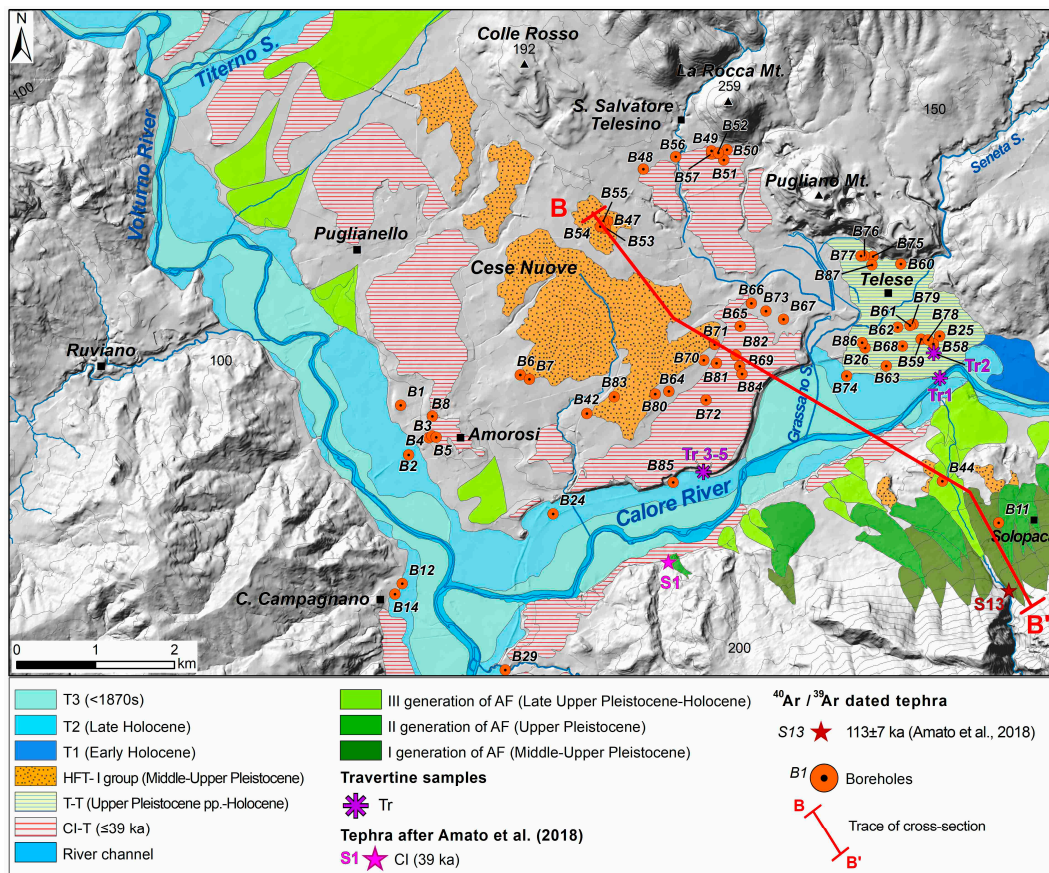 N
Titerno S.
Colle Rosso
192
La Rocca Mt.
259
100
150
Volturno River
S. Salvatore
Telesino
B52
B49
B56
B50
B48
B57
B51
Seneta S.
Pugliano Mt.
B55
B
B47
B54
B53
Puglianello
B76
B75
B77
B60
B87
Cese Nuove
Telese
B66
B79
B73
B61
B78
B65
B67
B62
B25
B71
B82
B86
B68
B58
Ruviano
100
B70
B69
B59
B26
Tr2
B6
B7
B83
B64
B81
B84
B74
B63
Tr1
B1
B8
B42
B80
B72
Grassano S.
B3
B4
Amorosi
B5
B2
Tr 3-5
B85
B44
B24
Calore River
B11
Solopaca
S1
B12
S13
C. Campagnano
B14
B'
B29
200
0 1 2
km
T3 (<1870s)
T2 (Late Holocene)
T1 (Early Holocene)
HFT- I group (Middle-Upper Pleistocene)
T-T (Upper Pleistocene pp.-Holocene)
CI-T (≤39 ka)
River channel
III generation of AF (Late Upper Pleistocene-Holocene)
II generation of AF (Upper Pleistocene)
I generation of AF (Middle-Upper Pleistocene)
Travertine samples
Tr
Tephra after Amato et al. (2018)
S1 CI (39 ka)
⁴⁰Ar / ³⁹Ar dated tephra
S13 113±7 ka (Amato et al., 2018)
B1 Boreholes
B
Trace of cross-section
B'